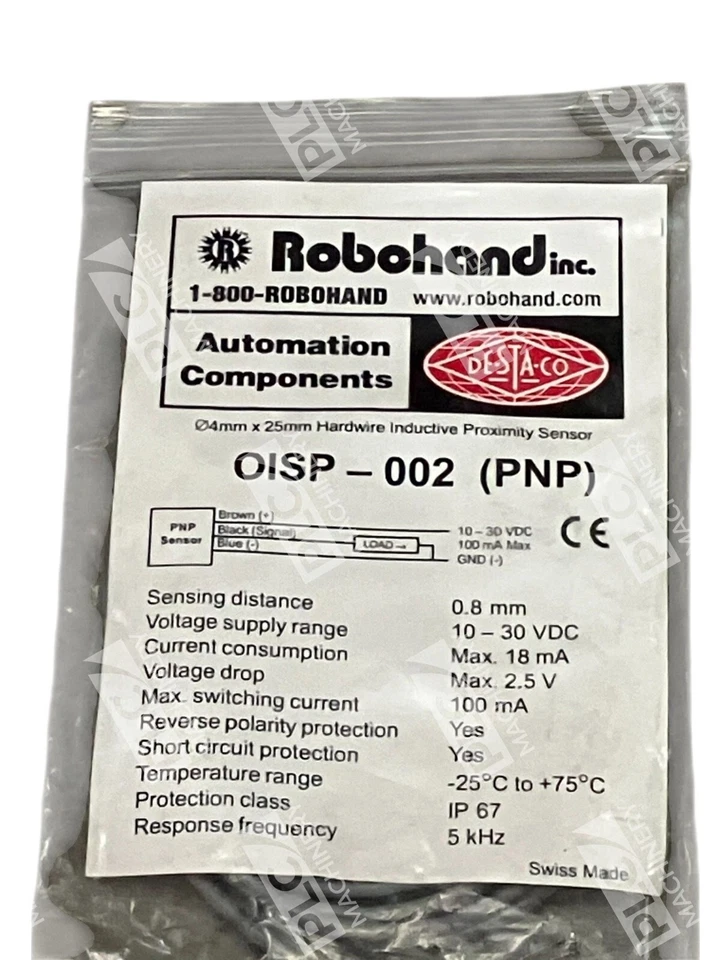 R Robohand inc.
1-800-ROBOHAND www.robohand.com
Automation
Components
DE-STA-CO
Ø4mm x 25mm Hardwire Inductive Proximity Sensor
OISP – 002 (PNP)
PNP
Sensor
Brown (+)
Black (Signal)
Blue (-)
LOAD→
10 – 30 VDC
100 mA Max
GND (-)
CE
Sensing distance 0.8 mm
Voltage supply range 10 – 30 VDC
Current consumption Max. 18 mA
Voltage drop Max. 2.5 V
Max. switching current 100 mA
Reverse polarity protection Yes
Short circuit protection Yes
Temperature range -25°C to +75°C
Protection class IP 67
Response frequency 5 kHz
Swiss Made
PLC MACHINERY